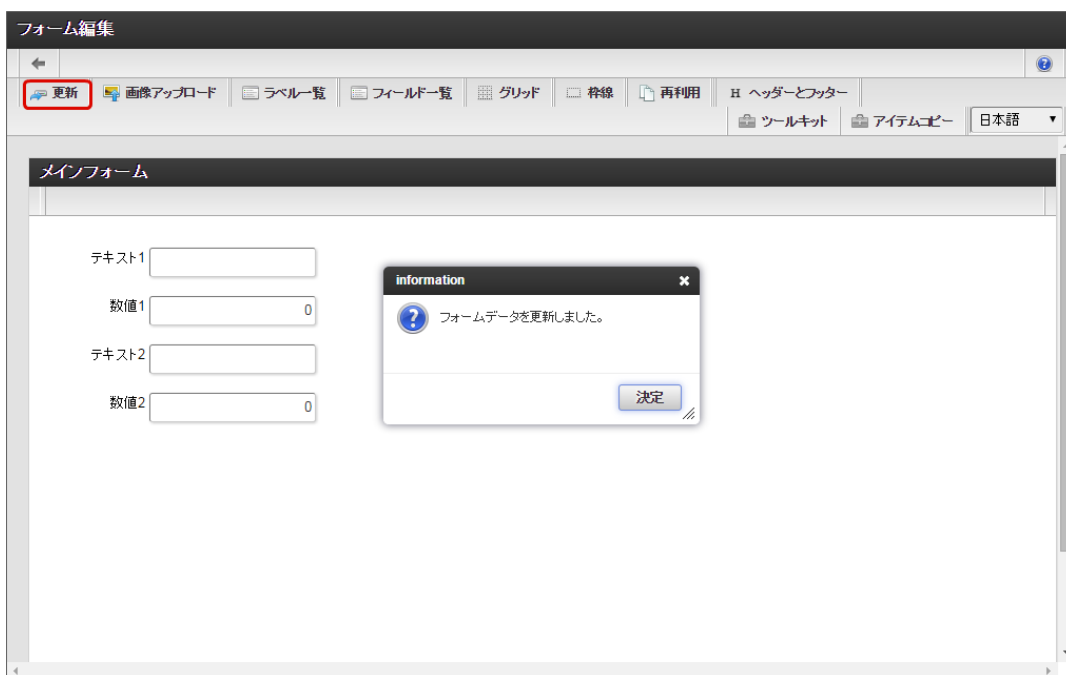 フォーム編集
更新 画像アップロード ラベル一覧 フィールド一覧 グリッド 枠線 再利用 H ヘッダーとフッター
ツールキット アイテムコピー 日本語
メインフォーム
テキスト1
information
数値1 0
フォームデータを更新しました。
テキスト2
決定
数値2 0